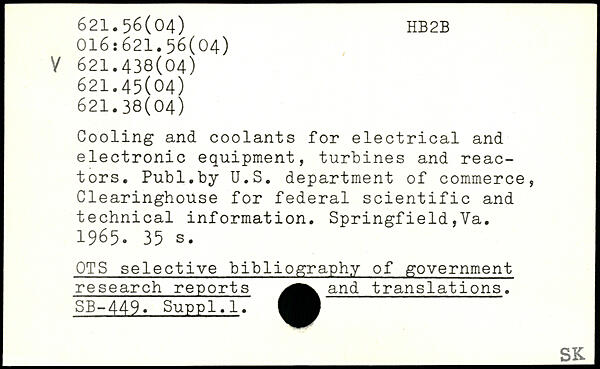 621.56(04)
HB2B
016:621.56(04)
V 621.438(04)
621.45(04)
621.38(04)
Cooling and coolants for electrical and
electronic equipment, turbines and reac-
tors. Publ.by U.S. department of commerce,
Clearinghouse for federal scientific and
technical information. Springfield,Va.
1965. 35 s.
OTS selective bibliography of government
research reports and translations.
SB-449. Suppl.1.
SK